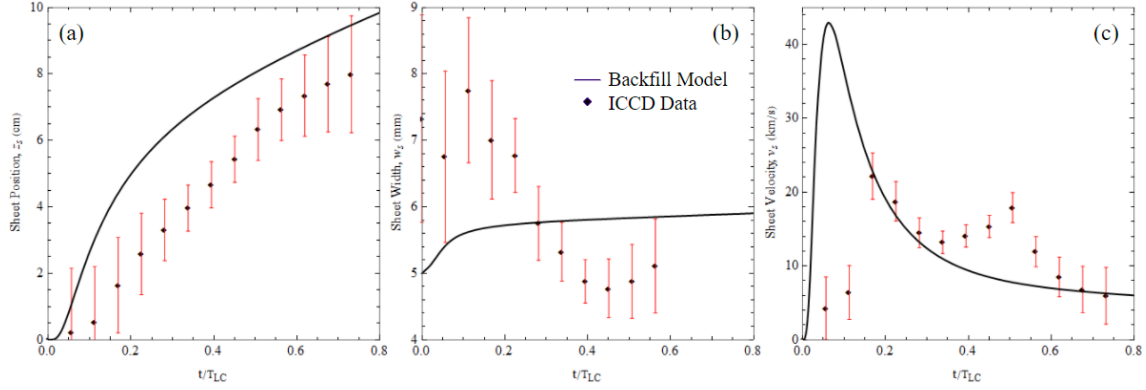 (a)
10
8
6
4
2
0
Sheet Position, z_s (cm)
0.0 0.2 0.4 0.6 0.8
t/T_LC
(b)
9
8
7
6
5
4
Sheet Width, w_s (mm)
Backfill Model
ICCD Data
0.0 0.2 0.4 0.6 0.8
t/T_LC
(c)
40
30
20
10
0
Sheet Velocity, v_s (km/s)
0.0 0.2 0.4 0.6 0.8
t/T_LC